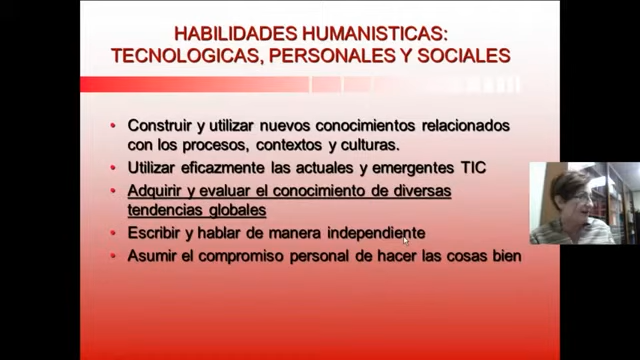 HABILIDADES HUMANISTICAS:
TECNOLOGICAS, PERSONALES Y SOCIALES
• Construir y utilizar nuevos conocimientos relacionados
con los procesos, contextos y culturas.
• Utilizar eficazmente las actuales y emergentes TIC
• Adquirir y evaluar el conocimiento de diversas
tendencias globales
• Escribir y hablar de manera independiente
• Asumir el compromiso personal de hacer las cosas bien